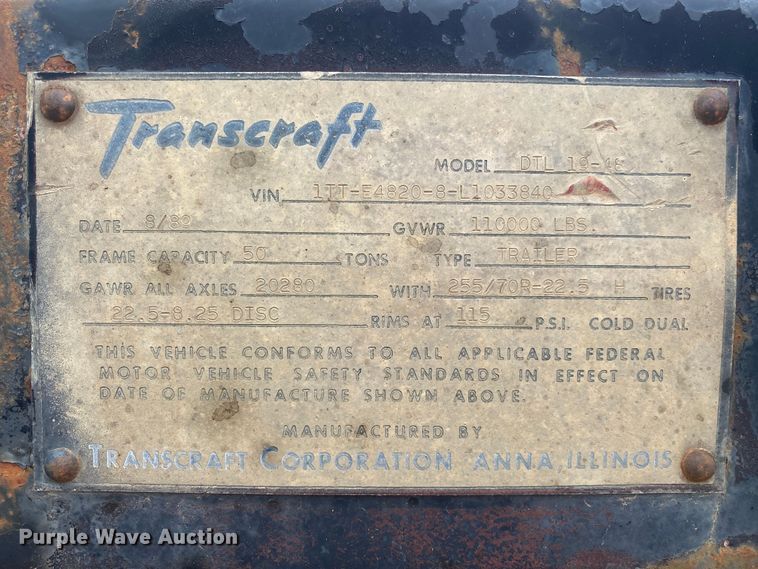 Transcraft
MODEL DTL 19-48
VIN 1TT-E4820-8-L1033840
DATE 8/89 GVWR 110000 LBS.
FRAME CAPACITY 50 TONS TYPE TRAILER
GAWR ALL AXLES 20280 WITH 255/70R-22.5 H TIRES
22.5-8.25 DISC RIMS AT 115 P.S.I. COLD DUAL
THIS VEHICLE CONFORMS TO ALL APPLICABLE FEDERAL
MOTOR VEHICLE SAFETY STANDARDS IN EFFECT ON
DATE OF MANUFACTURE SHOWN ABOVE.
MANUFACTURED BY
TRANSCRAFT CORPORATION ANNA, ILLINOIS
Purple Wave Auction